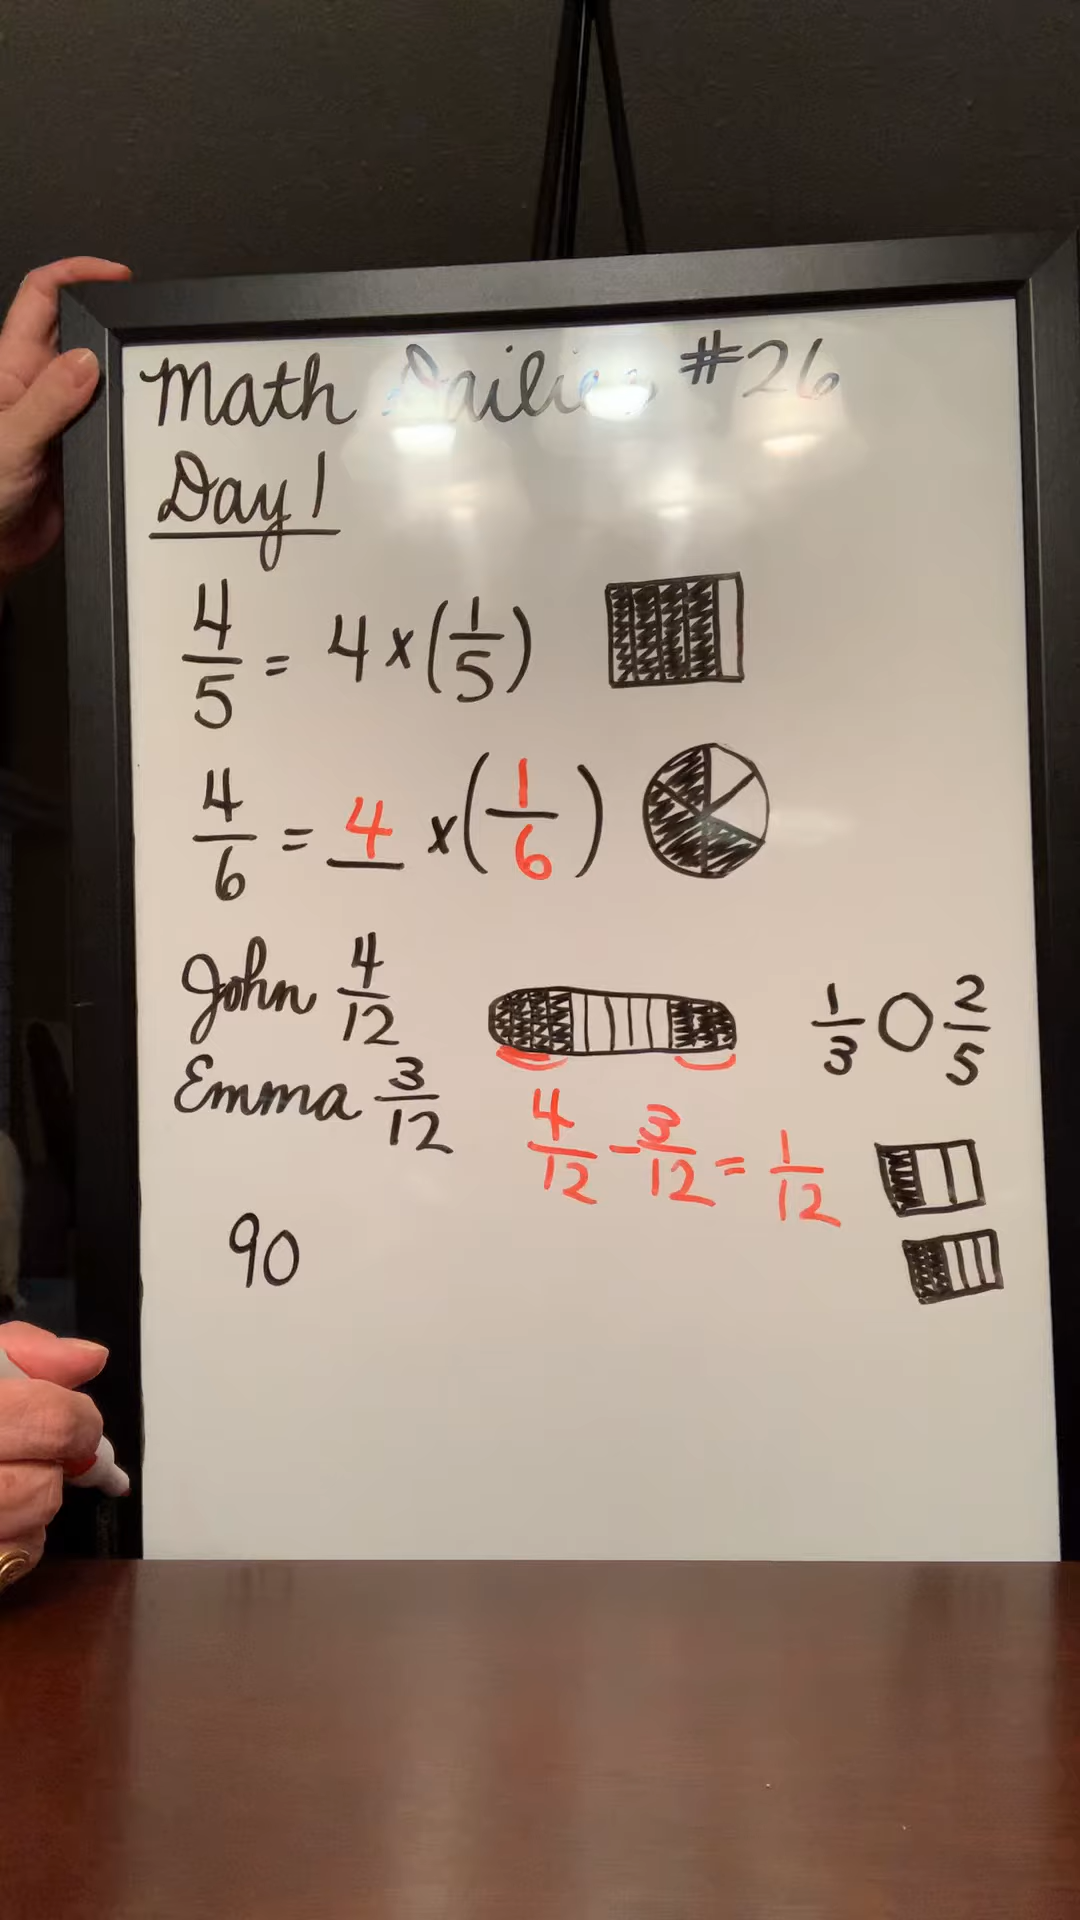 Math Dailies #26
Day 1
4/5 = 4 × (1/5)
4/6 = 4 × (1/6)
John 4/12
Emma 3/12
4/12 - 3/12 = 1/12
1/3 ○ 2/5
90